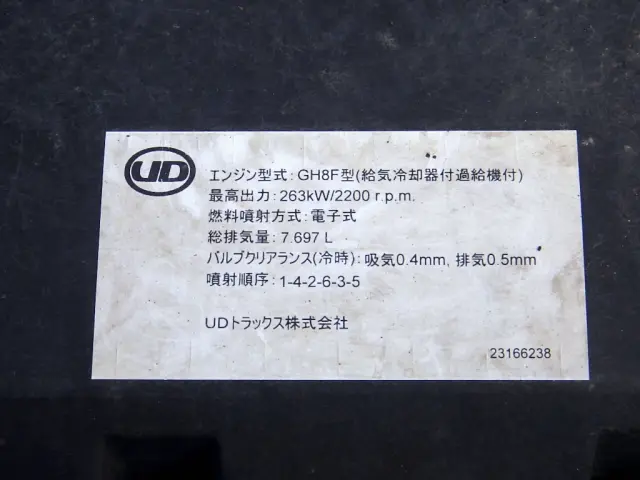 UD
エンジン型式: GH8F型(給気冷却器付過給機付)
最高出力: 263kW/2200 r.p.m.
燃料噴射方式: 電子式
総排気量: 7.697 L
バルブクリアランス(冷時): 吸気0.4mm, 排気0.5mm
噴射順序: 1-4-2-6-3-5
UDトラックス株式会社
23166238